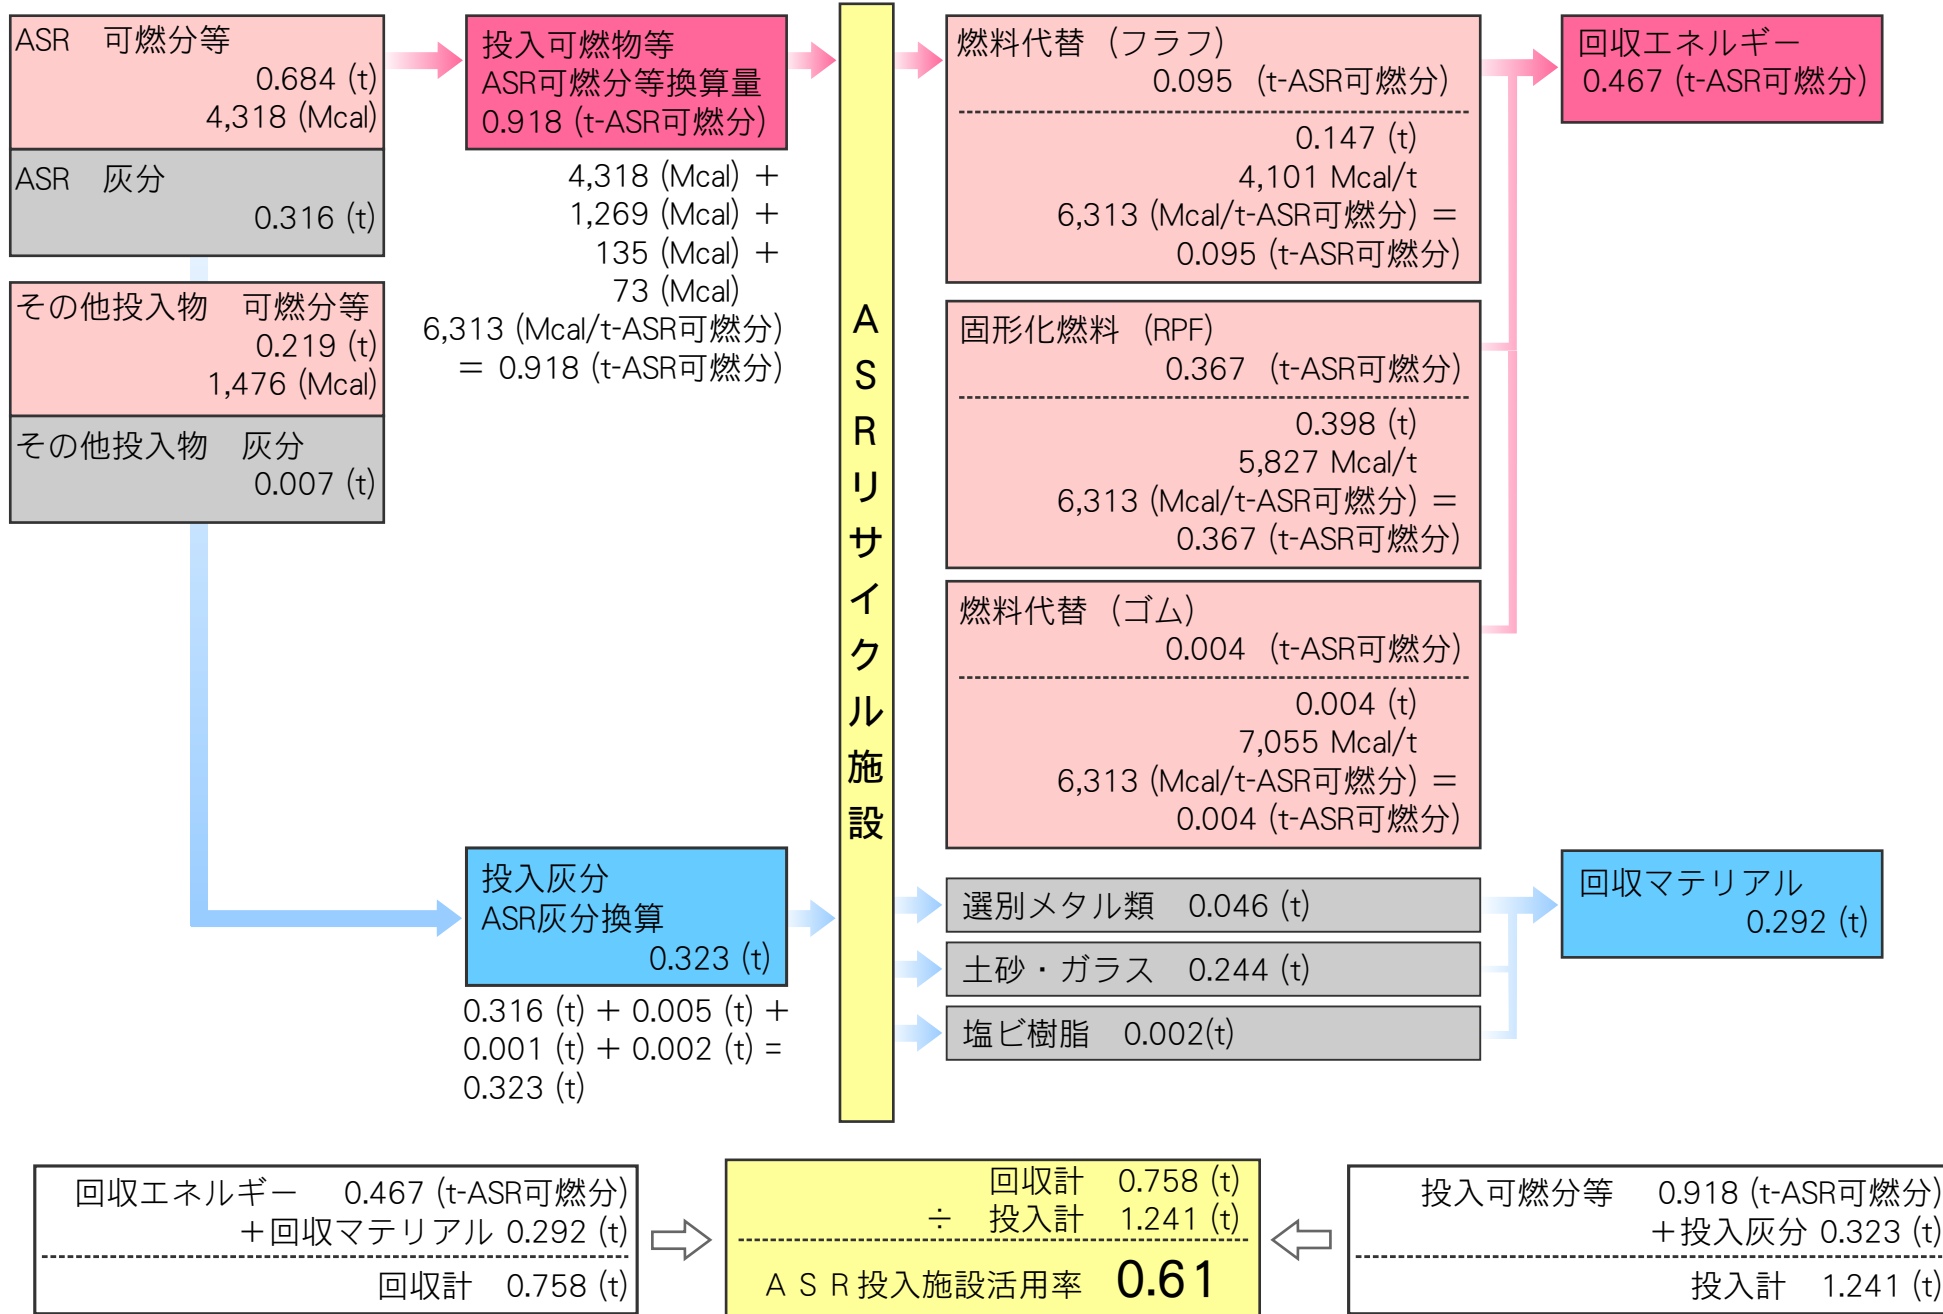 ASR 可燃分等
0.684 (t)
4,318 (Mcal)
ASR 灰分
0.316 (t)
その他投入物 可燃分等
0.219 (t)
1,476 (Mcal)
その他投入物 灰分
0.007 (t)
投入可燃物等
ASR可燃分等換算量
0.918 (t-ASR可燃分)
4,318 (Mcal) ＋
1,269 (Mcal) ＋
135 (Mcal) ＋
73 (Mcal)
6,313 (Mcal/t-ASR可燃分)
＝ 0.918 (t-ASR可燃分)
投入灰分
ASR灰分換算
0.323 (t)
0.316 (t) ＋ 0.005 (t) ＋
0.001 (t) ＋ 0.002 (t) =
0.323 (t)
ASRリサイクル施設
燃料代替 (フラフ)
0.095 (t-ASR可燃分)
0.147 (t)
4,101 Mcal/t
6,313 (Mcal/t-ASR可燃分) ＝
0.095 (t-ASR可燃分)
固形化燃料 (RPF)
0.367 (t-ASR可燃分)
0.398 (t)
5,827 Mcal/t
6,313 (Mcal/t-ASR可燃分) ＝
0.367 (t-ASR可燃分)
燃料代替 (ゴム)
0.004 (t-ASR可燃分)
0.004 (t)
7,055 Mcal/t
6,313 (Mcal/t-ASR可燃分) ＝
0.004 (t-ASR可燃分)
選別メタル類 0.046 (t)
土砂・ガラス 0.244 (t)
塩ビ樹脂 0.002(t)
回収エネルギー
0.467 (t-ASR可燃分)
回収マテリアル
0.292 (t)
回収エネルギー 0.467 (t-ASR可燃分)
＋回収マテリアル 0.292 (t)
回収計 0.758 (t)
回収計 0.758 (t)
÷ 投入計 1.241 (t)
ＡＳＲ投入施設活用率 0.61
投入可燃分等 0.918 (t-ASR可燃分)
＋投入灰分 0.323 (t)
投入計 1.241 (t)